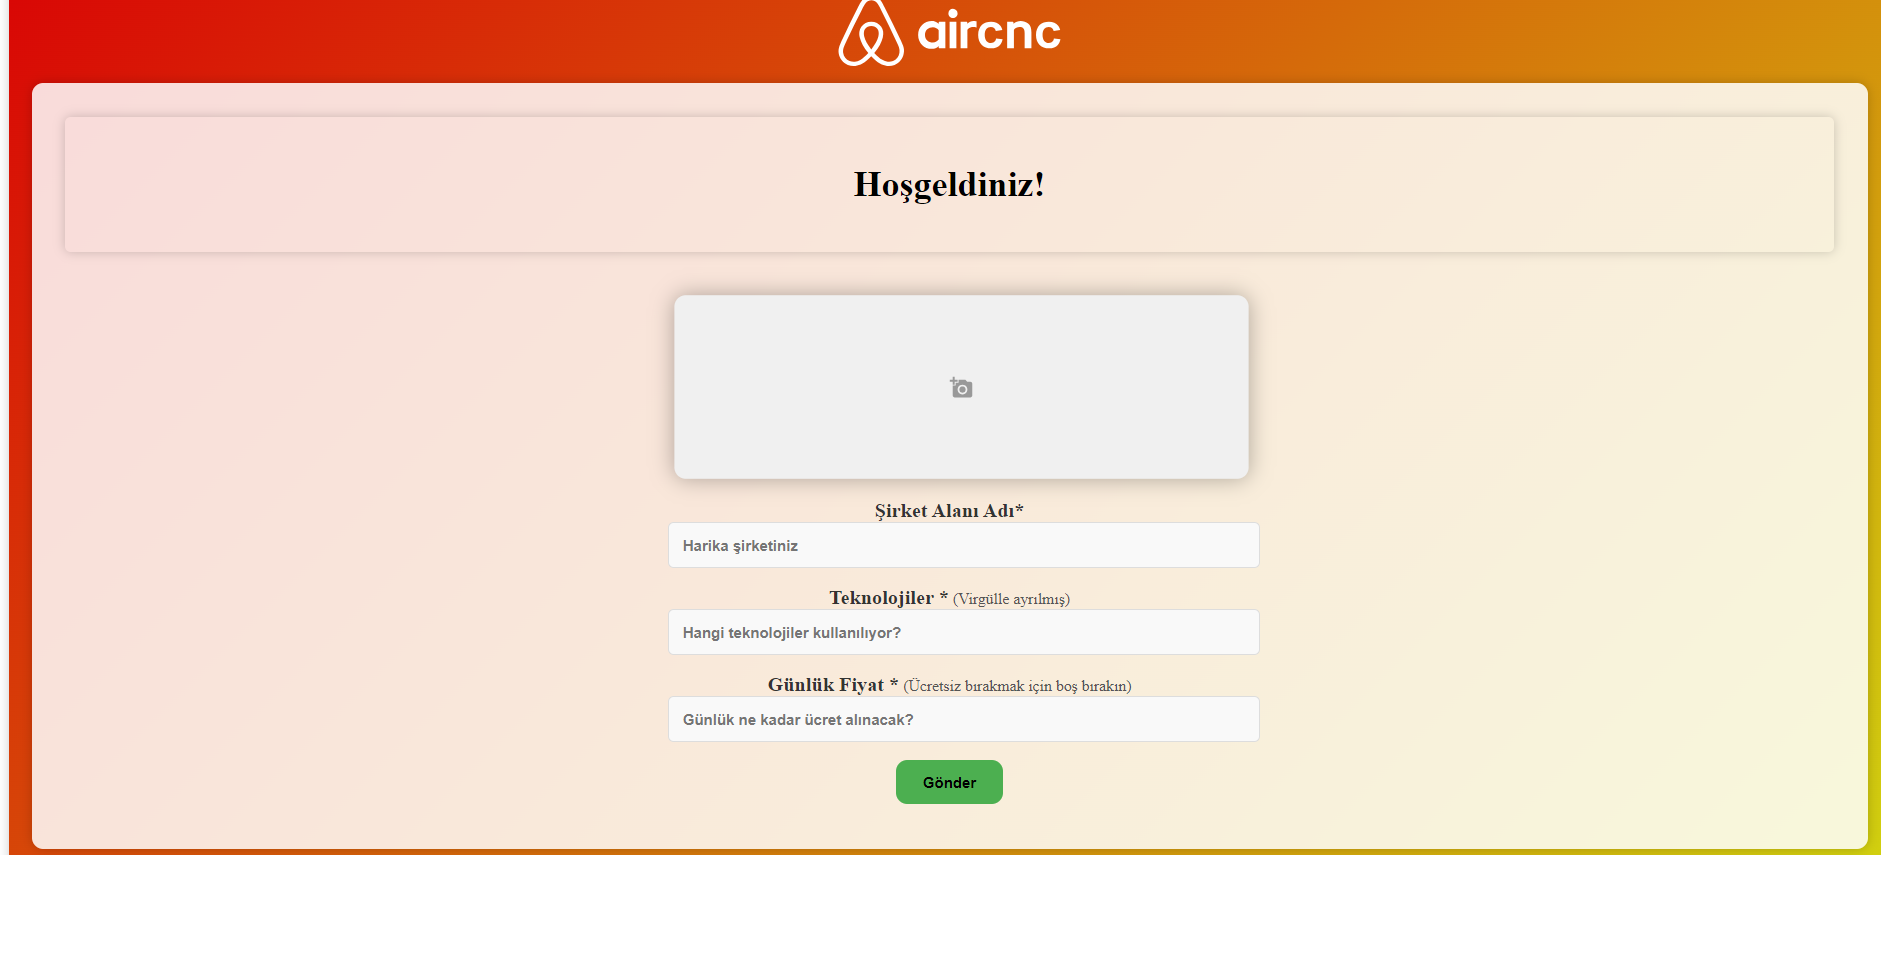 aircnc
Hoşgeldiniz!
Şirket Alanı Adı*
Harika şirketiniz
Teknolojiler * (Virgülle ayrılmış)
Hangi teknolojiler kullanılıyor?
Günlük Fiyat * (Ücretsiz bırakmak için boş bırakın)
Günlük ne kadar ücret alınacak?
Gönder